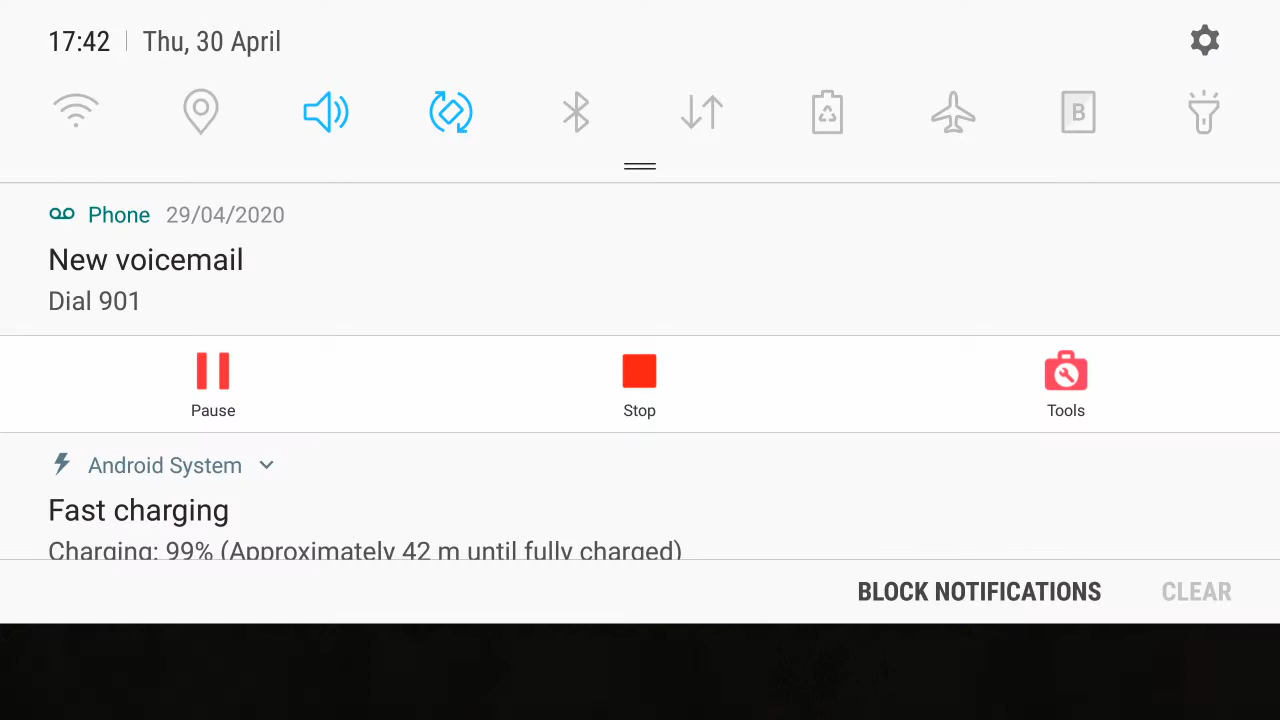 17:42 Thu, 30 April
B
Phone 29/04/2020
New voicemail
Dial 901
Pause Stop Tools
Android System
Fast charging
Charging: 99% (Approximately 42 m until fully charged)
BLOCK NOTIFICATIONS CLEAR